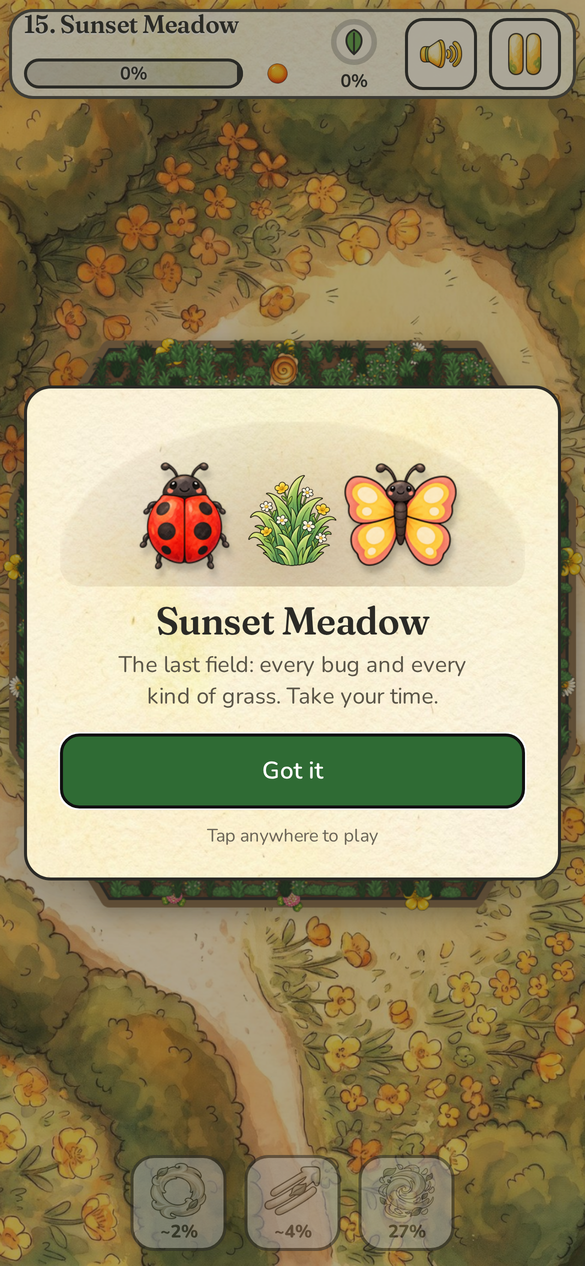 15. Sunset Meadow
0%
0%
Sunset Meadow
The last field: every bug and every
kind of grass. Take your time.
Got it
Tap anywhere to play
~2%
~4%
27%